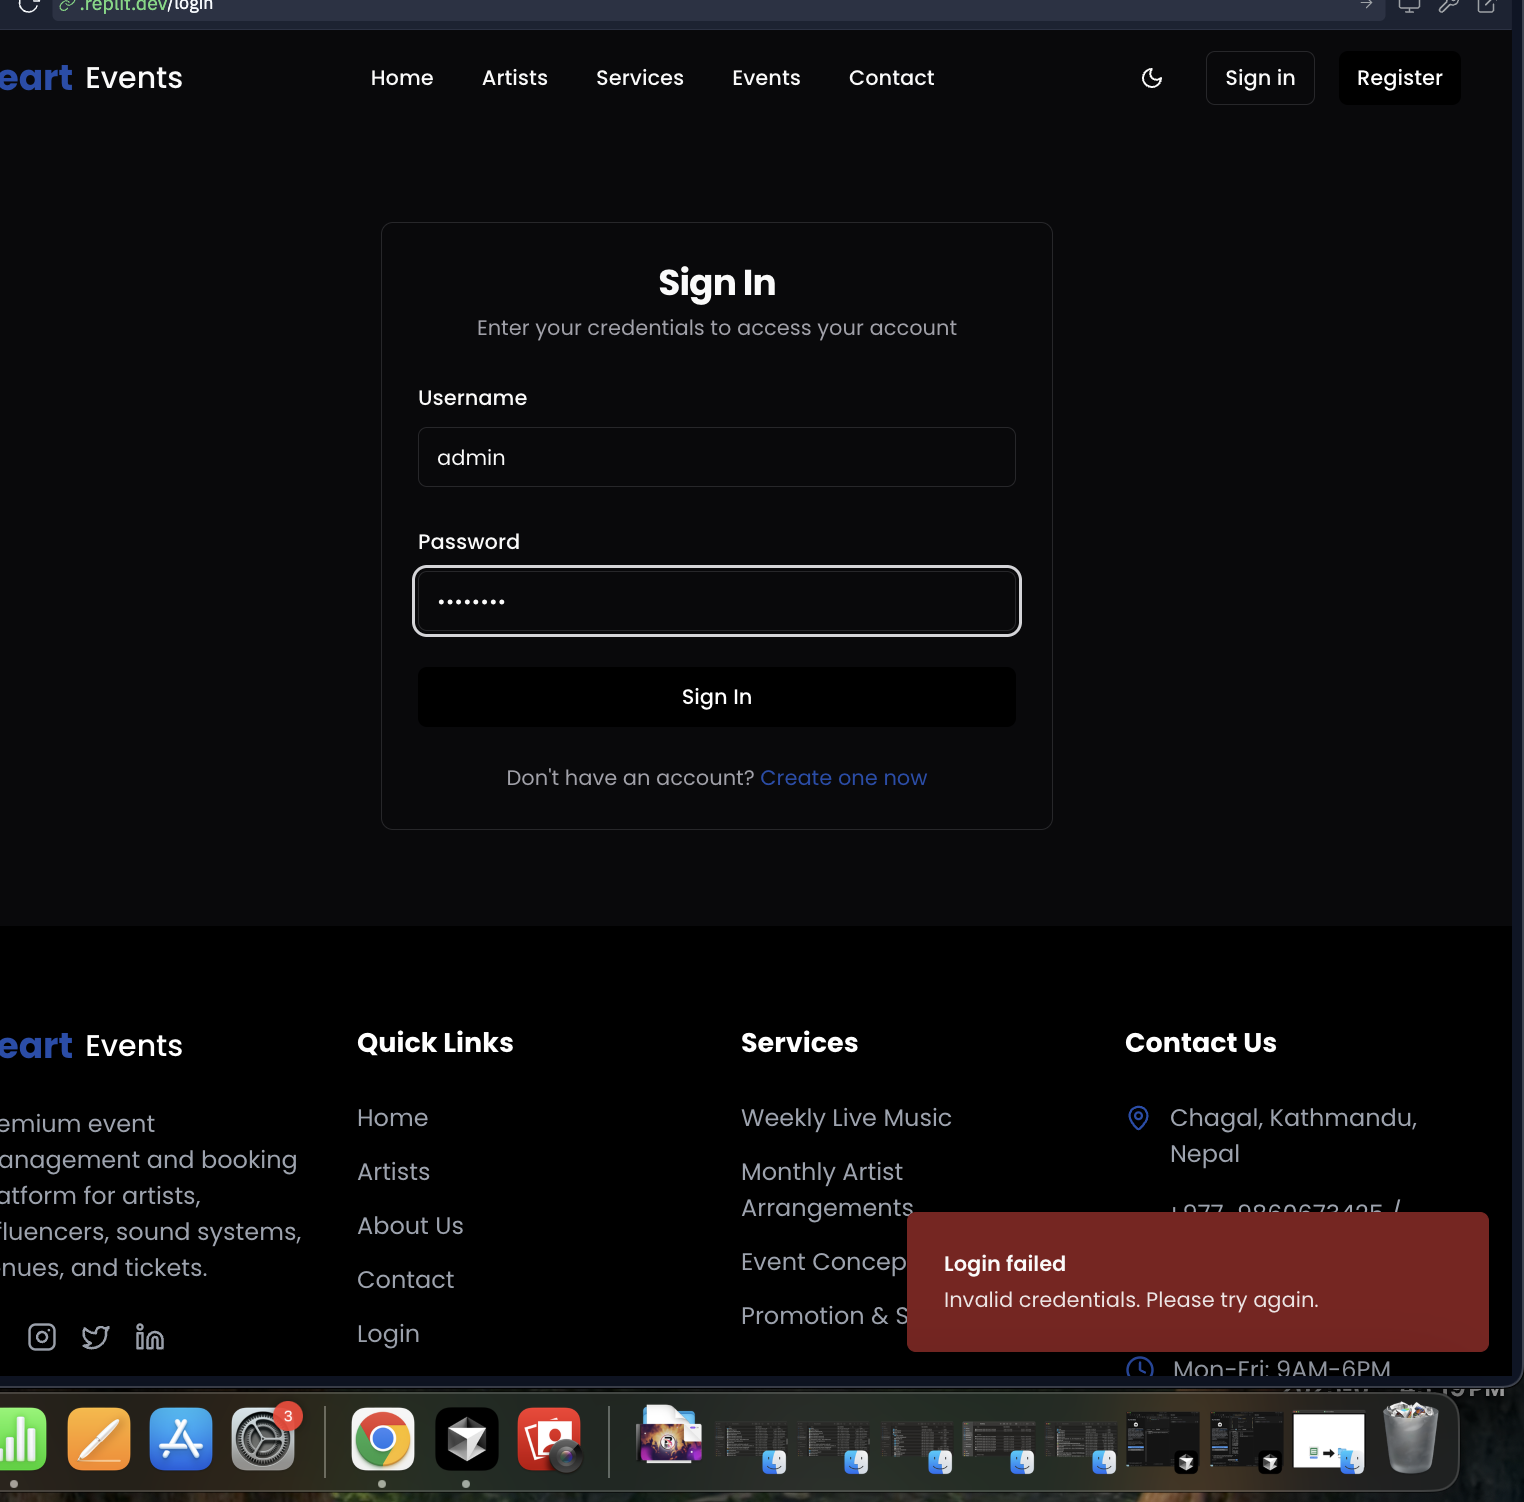 .replit.dev/login
eart Events
Home Artists Services Events Contact
Sign in Register
Sign In
Enter your credentials to access your account
Username
admin
Password
••••••••
Sign In
Don't have an account? Create one now
eart Events
emium event
anagement and booking
atform for artists,
fluencers, sound systems,
nues, and tickets.
Quick Links
Home
Artists
About Us
Contact
Login
Services
Weekly Live Music
Monthly Artist
Arrangements
Event Concep
Promotion & S
Contact Us
Chagal, Kathmandu,
Nepal
+977-9860673425 /
Mon-Fri: 9AM-6PM
Login failed
Invalid credentials. Please try again.
3